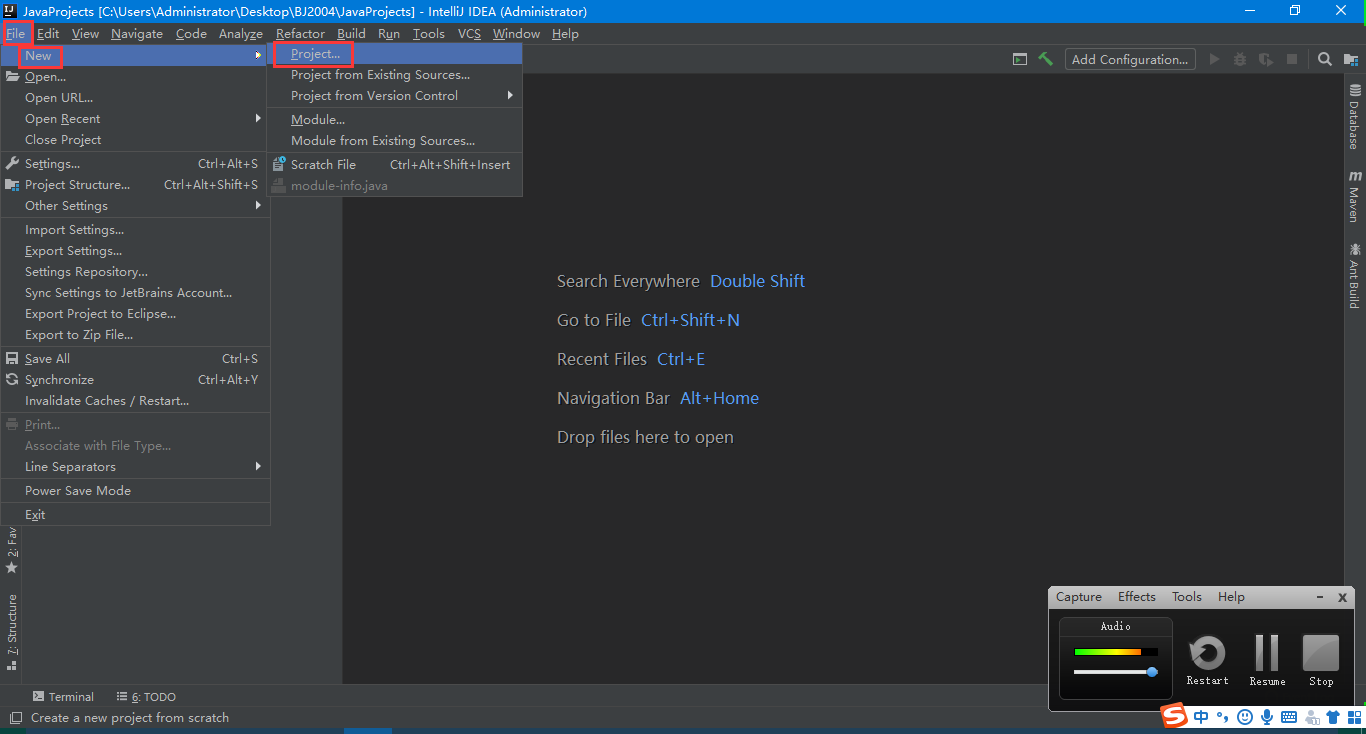 JavaProjects [C:\Users\Administrator\Desktop\BJ2004\JavaProjects] - IntelliJ IDEA (Administrator)
File Edit View Navigate Code Analyze Refactor Build Run Tools VCS Window Help
New
Open...
Open URL...
Open Recent
Close Project
Settings... Ctrl+Alt+S
Project Structure... Ctrl+Alt+Shift+S
Other Settings
Import Settings...
Export Settings...
Settings Repository...
Sync Settings to JetBrains Account...
Export Project to Eclipse...
Export to Zip File...
Save All Ctrl+S
Synchronize Ctrl+Alt+Y
Invalidate Caches / Restart...
Print...
Associate with File Type...
Line Separators
Power Save Mode
Exit
Project...
Project from Existing Sources...
Project from Version Control
Module...
Module from Existing Sources...
Scratch File Ctrl+Alt+Shift+Insert
module-info.java
Add Configuration...
Search Everywhere Double Shift
Go to File Ctrl+Shift+N
Recent Files Ctrl+E
Navigation Bar Alt+Home
Drop files here to open
Database
m Maven
Ant Build
2: Fav
7: Structure
Capture Effects Tools Help
Audio
Restart Resume Stop
Terminal 6: TODO
Create a new project from scratch
S 中